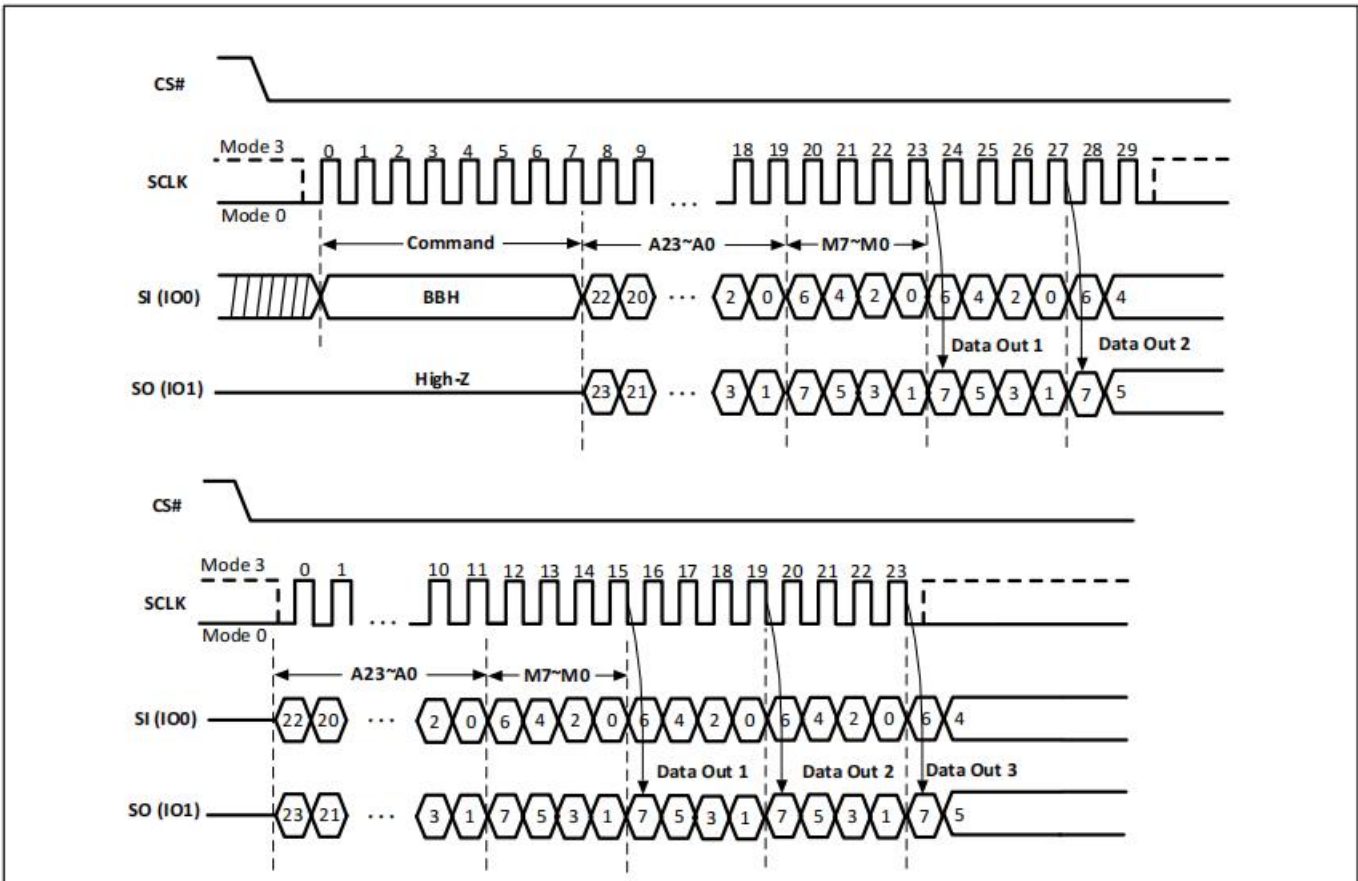 CS#
Mode 3
0 1 2 3 4 5 6 7 8 9 18 19 20 21 22 23 24 25 26 27 28 29
SCLK
...
Mode 0
Command A23~A0 M7~M0
SI (IO0) BBH 22 20 ... 2 0 6 4 2 0 6 4 2 0 6 4
Data Out 1 Data Out 2
High-Z
SO (IO1) 23 21 ... 3 1 7 5 3 1 7 5 3 1 7 5
CS#
Mode 3 0 1 10 11 12 13 14 15 16 17 18 19 20 21 22 23
SCLK
...
Mode 0
A23~A0 M7~M0
SI (IO0) 22 20 ... 2 0 6 4 2 0 6 4 2 0 6 4 2 0 6 4
Data Out 1 Data Out 2 Data Out 3
SO (IO1) 23 21 ... 3 1 7 5 3 1 7 5 3 1 7 5 3 1 7 5